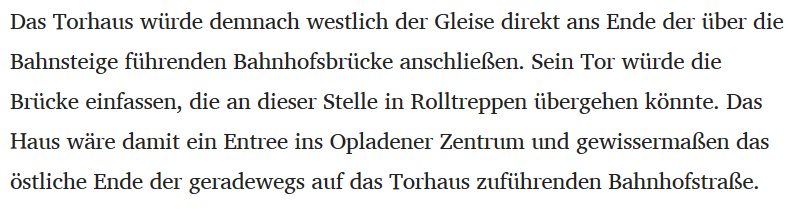 Das Torhaus würde demnach westlich der Gleise direkt ans Ende der über die
Bahnsteige führenden Bahnhofsbrücke anschließen. Sein Tor würde die
Brücke einfassen, die an dieser Stelle in Rolltreppen übergehen könnte. Das
Haus wäre damit ein Entree ins Opladener Zentrum und gewissermaßen das
östliche Ende der geradewegs auf das Torhaus zuführenden Bahnhofstraße.